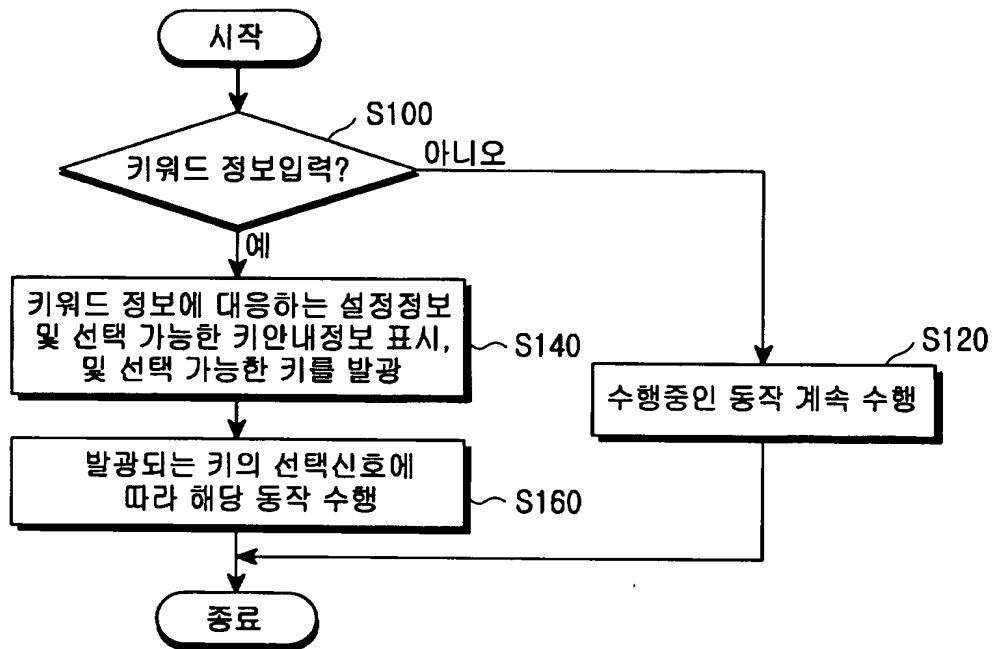 시작
S100
키워드 정보입력?
아니오
예
키워드 정보에 대응하는 설정정보
및 선택 가능한 키안내정보 표시,
및 선택 가능한 키를 발광
S140
S120
수행중인 동작 계속 수행
발광되는 키의 선택신호에
따라 해당 동작 수행
S160
종료